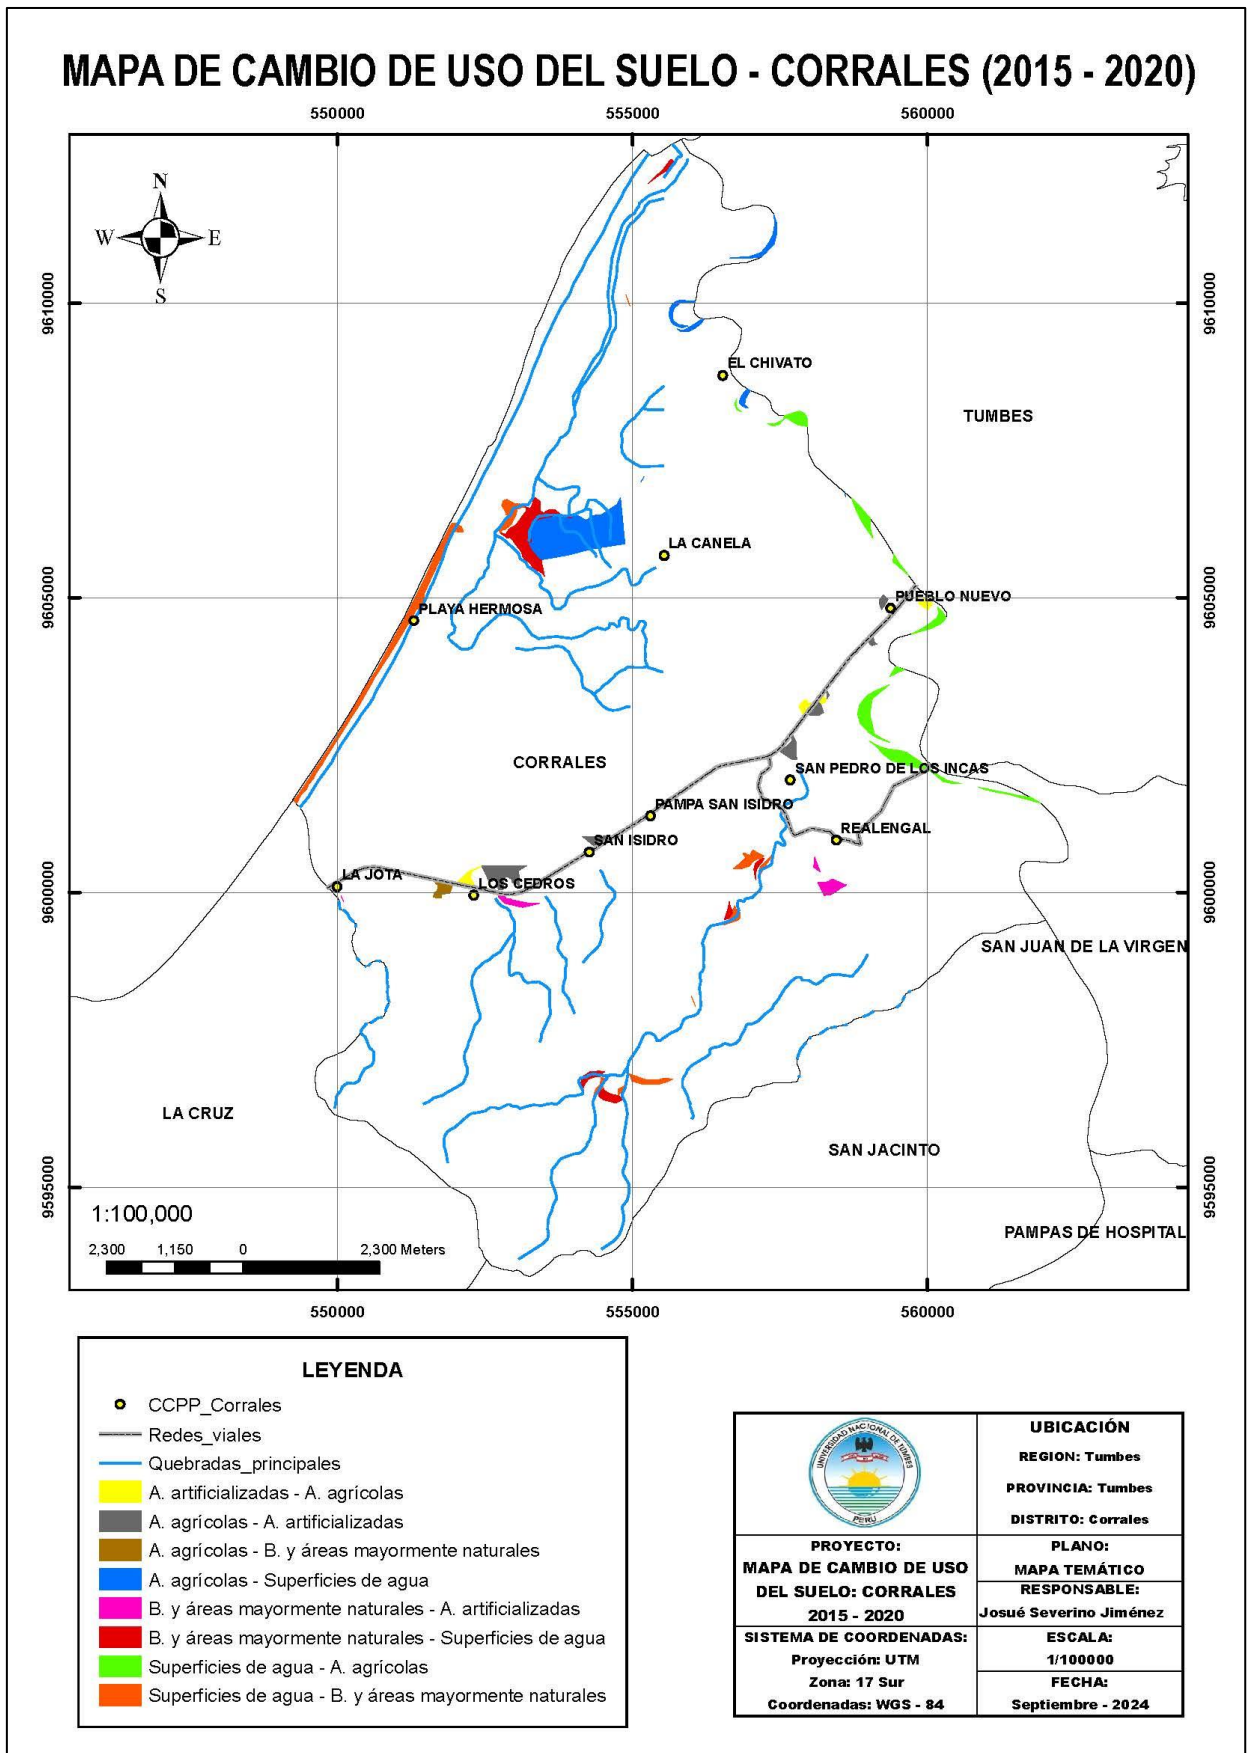 MAPA DE CAMBIO DE USO DEL SUELO - CORRALES (2015 - 2020)
550000
555000
560000
N
W
E
S
9610000
9610000
EL CHIVATO
TUMBES
LA CANELA
9605000
9605000
PUEBLO NUEVO
PLAYA HERMOSA
CORRALES
SAN PEDRO DE LOS INCAS
PAMPA SAN ISIDRO
REALENGAL
SAN ISIDRO
LA JOTA
LOS CEDROS
9600000
9600000
SAN JUAN DE LA VIRGEN
LA CRUZ
SAN JACINTO
9595000
9595000
1:100,000
PAMPAS DE HOSPITAL
2,300
1,150
0
2,300 Meters
550000
555000
560000
LEYENDA
CCPP_Corrales
Redes_viales
Quebradas_principales
A. artificializadas - A. agrícolas
A. agrícolas - A. artificializadas
A. agrícolas - B. y áreas mayormente naturales
A. agrícolas - Superficies de agua
B. y áreas mayormente naturales - A. artificializadas
B. y áreas mayormente naturales - Superficies de agua
Superficies de agua - A. agrícolas
Superficies de agua - B. y áreas mayormente naturales
UNIVERSIDAD NACIONAL DE TUMBES
PERÚ
UBICACIÓN
REGION: Tumbes
PROVINCIA: Tumbes
DISTRITO: Corrales
PROYECTO:
MAPA DE CAMBIO DE USO
DEL SUELO: CORRALES
2015 - 2020
PLANO:
MAPA TEMÁTICO
RESPONSABLE:
Josué Severino Jiménez
SISTEMA DE COORDENADAS:
Proyección: UTM
Zona: 17 Sur
Coordenadas: WGS - 84
ESCALA:
1/100000
FECHA:
Septiembre - 2024